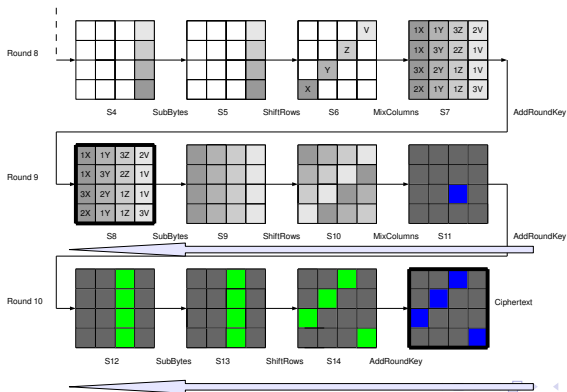 V
1X 1Y 3Z 2V
Z
1X 3Y 2Z 1V
Round 8
Y
3X 2Y 1Z 1V
X
2X 1Y 1Z 3V
S4 SubBytes S5 ShiftRows S6 MixColumns S7 AddRoundKey
1X 1Y 3Z 2V
1X 3Y 2Z 1V
Round 9
3X 2Y 1Z 1V
2X 1Y 1Z 3V
S8 SubBytes S9 ShiftRows S10 MixColumns S11 AddRoundKey
Round 10
Ciphertext
S12 SubBytes S13 ShiftRows S14 AddRoundKey